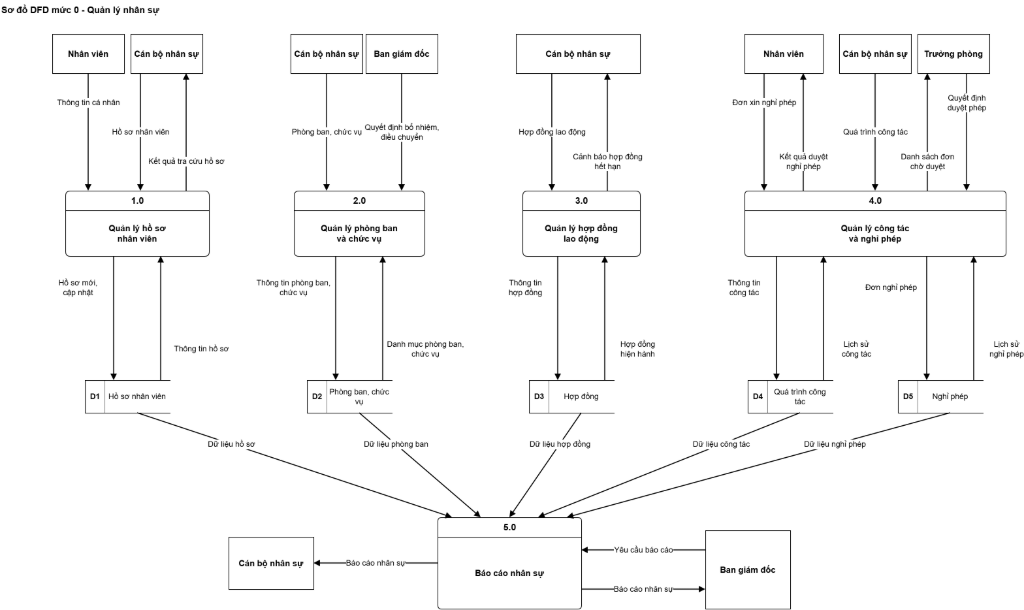 Sơ đồ DFD mức 0 - Quản lý nhân sự
Nhân viên
Cán bộ nhân sự
Cán bộ nhân sự
Ban giám đốc
Cán bộ nhân sự
Nhân viên
Cán bộ nhân sự
Trưởng phòng
Thông tin cá nhân
Hồ sơ nhân viên
Kết quả tra cứu hồ sơ
Phòng ban, chức vụ
Quyết định bổ nhiệm,
điều chuyển
Hợp đồng lao động
Cảnh báo hợp đồng
hết hạn
Đơn xin nghỉ phép
Kết quả duyệt
nghỉ phép
Quá trình công tác
Danh sách đơn
chờ duyệt
Quyết định
duyệt phép
1.0
Quản lý hồ sơ
nhân viên
2.0
Quản lý phòng ban
và chức vụ
3.0
Quản lý hợp đồng
lao động
4.0
Quản lý công tác
và nghỉ phép
Hồ sơ mới,
cập nhật
Thông tin hồ sơ
Thông tin phòng ban,
chức vụ
Danh mục phòng ban,
chức vụ
Thông tin
hợp đồng
Hợp đồng
hiện hành
Thông tin
công tác
Lịch sử
công tác
Đơn nghỉ phép
Lịch sử
nghỉ phép
D1
Hồ sơ nhân viên
D2
Phòng ban, chức
vụ
D3
Hợp đồng
D4
Quá trình công
tác
D5
Nghỉ phép
Dữ liệu hồ sơ
Dữ liệu phòng ban
Dữ liệu hợp đồng
Dữ liệu công tác
Dữ liệu nghỉ phép
5.0
Báo cáo nhân sự
Cán bộ nhân sự
Báo cáo nhân sự
Yêu cầu báo cáo
Báo cáo nhân sự
Ban giám đốc